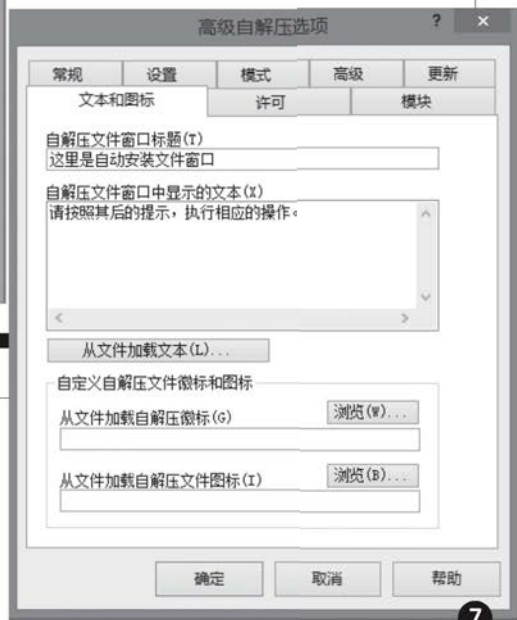 高级自解压选项 ? ×
常规 设置 模式 高级 更新
文本和图标 许可 模块
自解压文件窗口标题(T)
这里是自动安装文件窗口
自解压文件窗口中显示的文本(X)
请按照其后的提示，执行相应的操作。
从文件加载文本(L)...
自定义自解压文件徽标和图标
从文件加载自解压徽标(G) 浏览(W)...
从文件加载自解压文件图标(I) 浏览(B)...
确定 取消 帮助
7